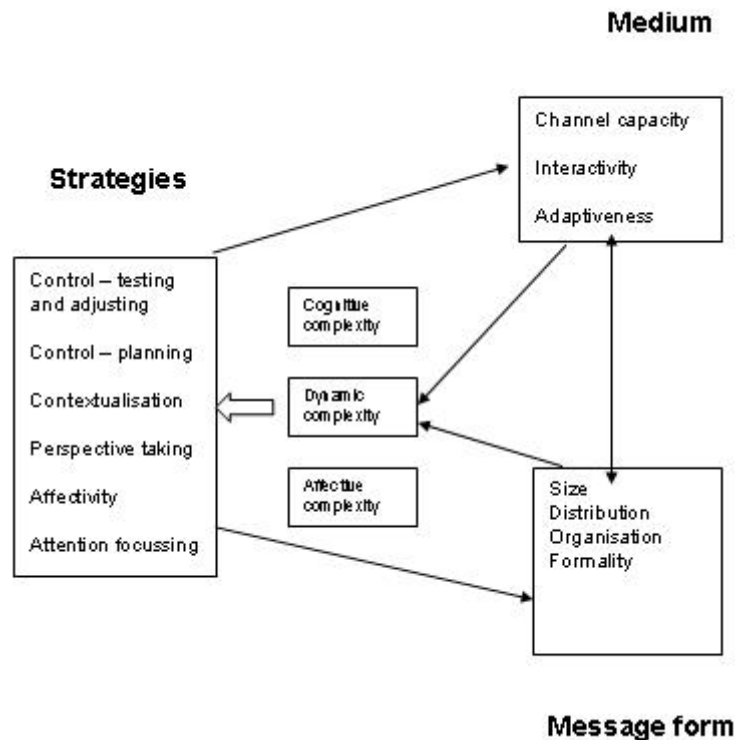 Medium
Channel capacity
Interactivity
Adaptiveness
Strategies
Control – testing
and adjusting
Control – planning
Contextualisation
Perspective taking
Affectivity
Attention focussing
Cognitive
complexity
Dynamic
complexity
Affective
complexity
Size
Distribution
Organisation
Formality
Message form